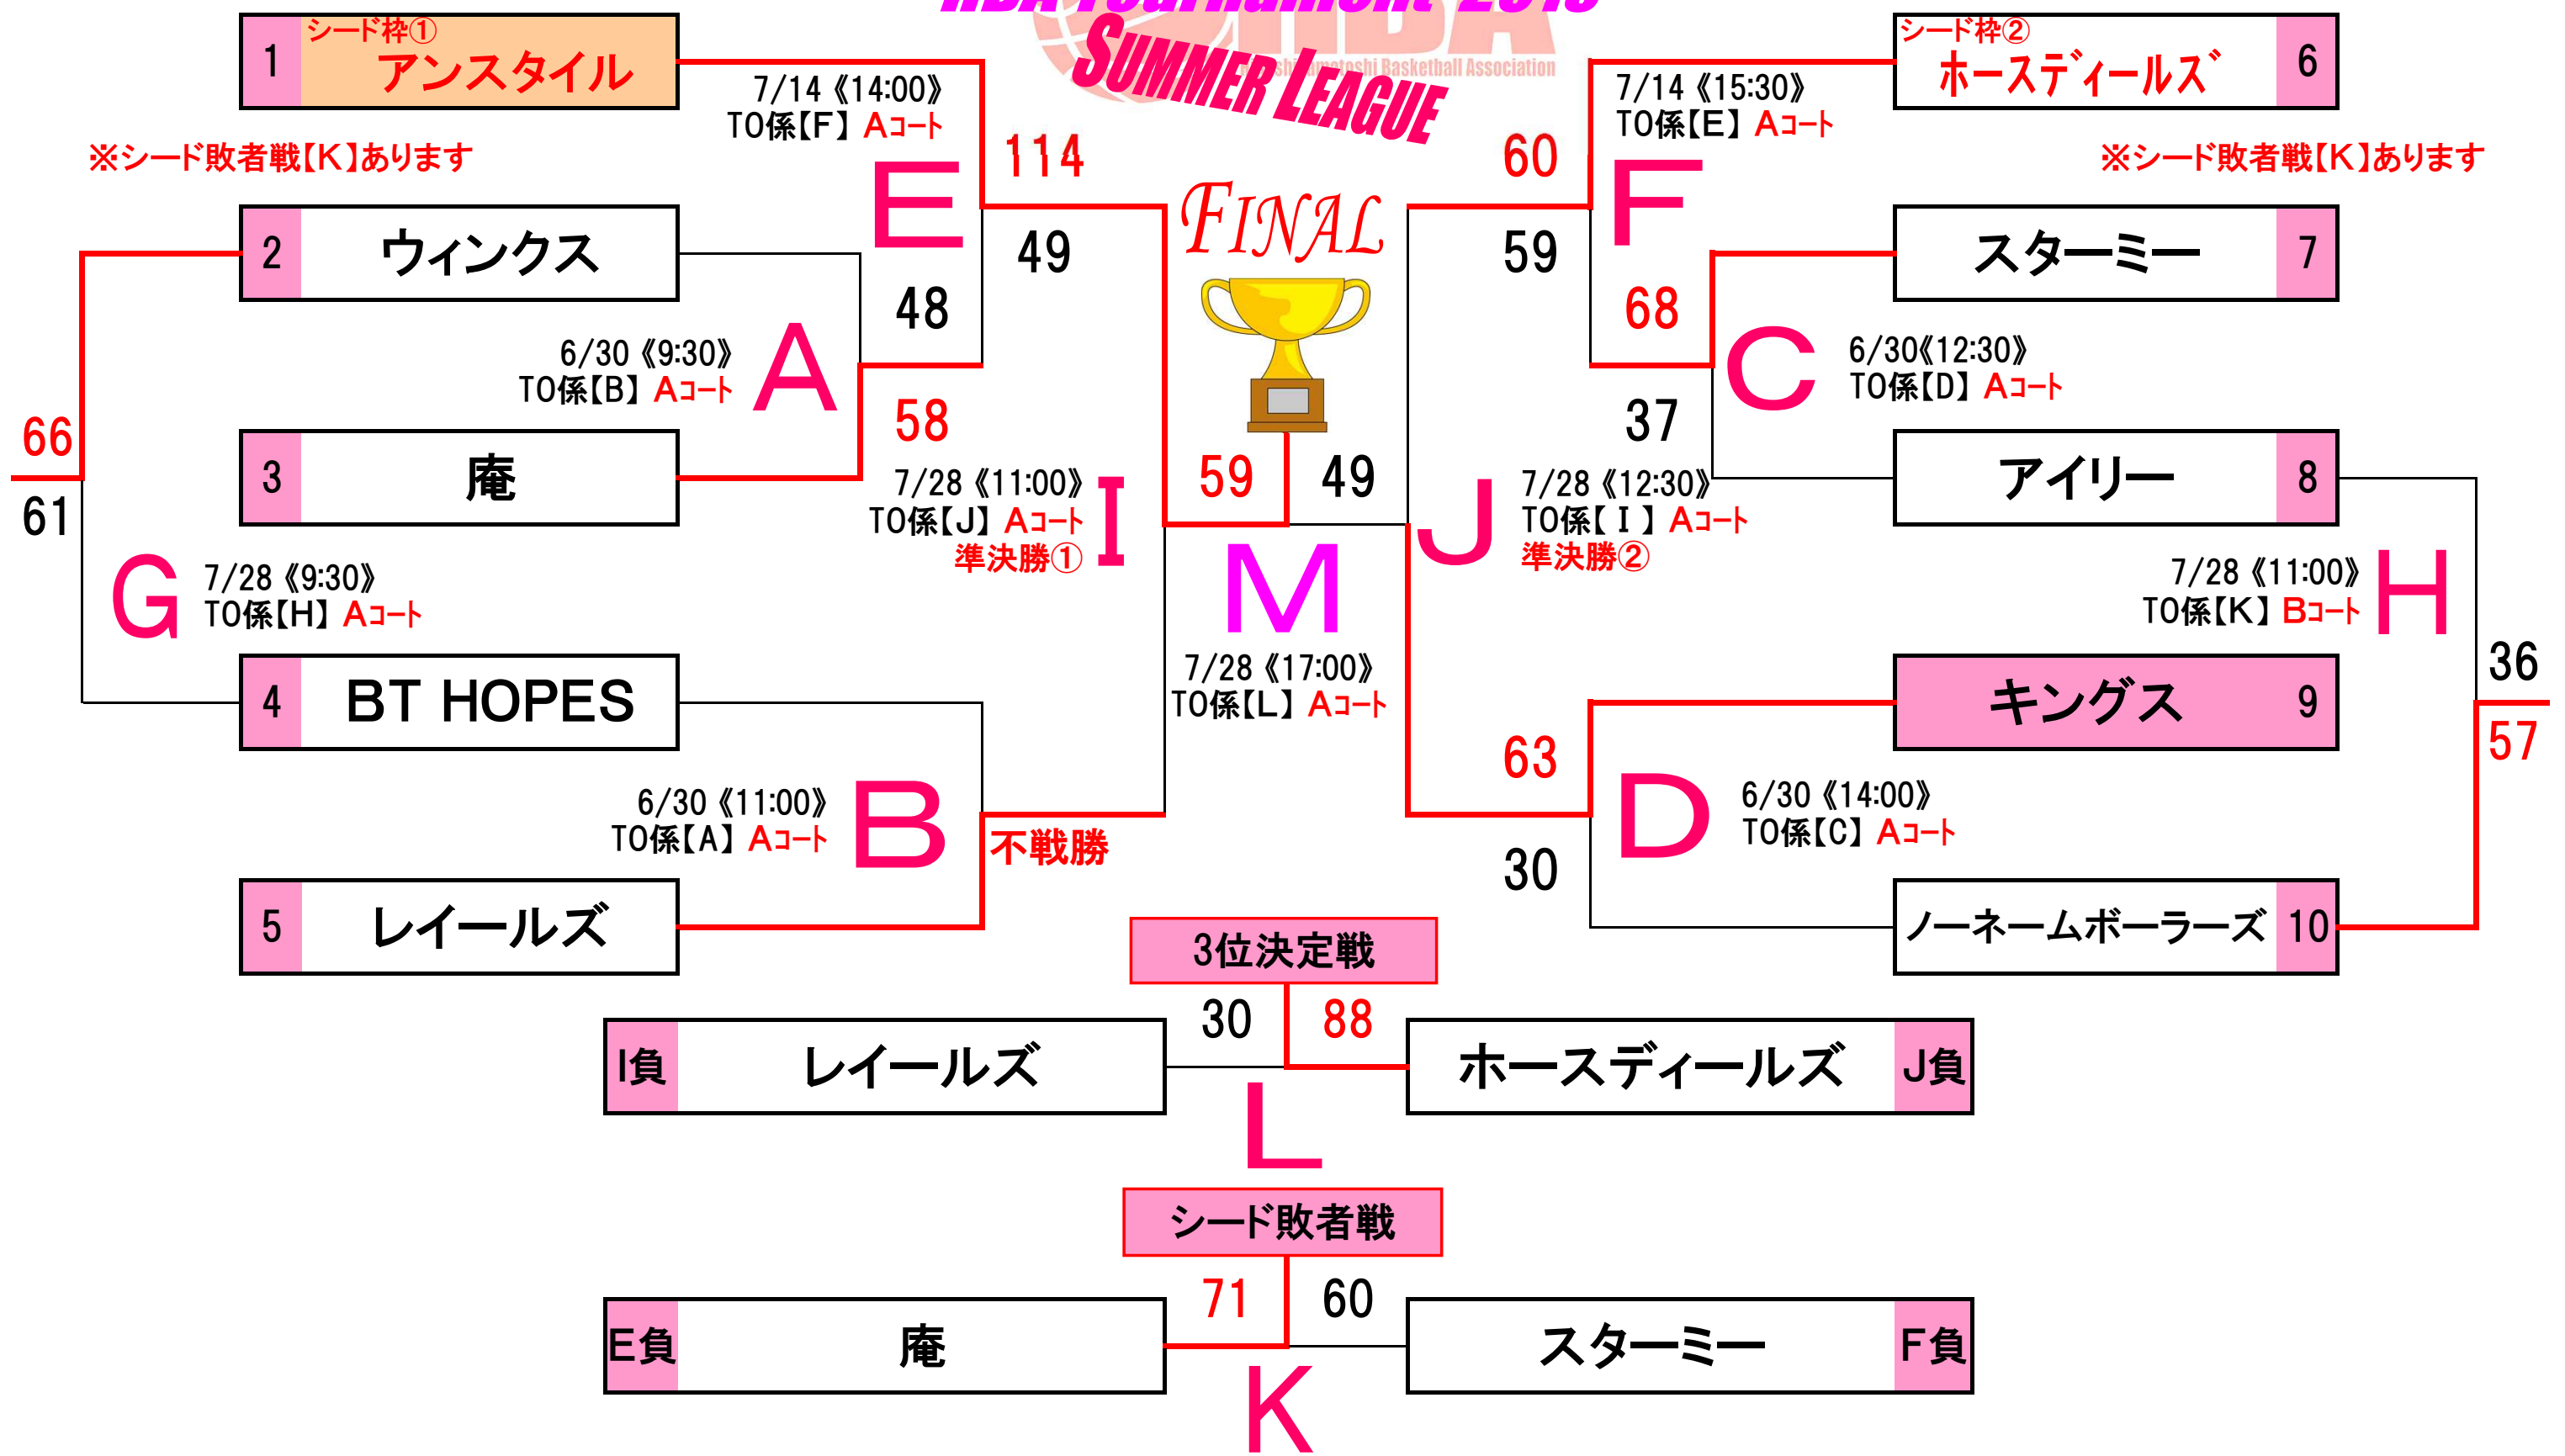 SUMMER LEAGUE
Basketball Association
1
シード枠①
アンスタイル
7/14 《14:00》
TO係【F】 Aコート
※シード敗者戦【K】あります
E
114
49
2
ウィンクス
48
6/30 《9:30》
TO係【B】 Aコート
A
58
3
庵
66
61
G
7/28 《9:30》
TO係【H】 Aコート
7/28 《11:00》
TO係【J】 Aコート
準決勝①
I
4
BT HOPES
6/30 《11:00》
TO係【A】 Aコート
B
不戦勝
5
レイールズ
FINAL
59
49
M
7/28 《17:00》
TO係【L】 Aコート
シード枠②
ホースディールズ
6
7/14 《15:30》
TO係【E】 Aコート
※シード敗者戦【K】あります
60
F
59
スターミー
7
68
C
6/30《12:30》
TO係【D】 Aコート
37
アイリー
8
J
7/28 《12:30》
TO係【I】 Aコート
準決勝②
7/28 《11:00》
TO係【K】 Bコート
H
36
57
キングス
9
63
D
6/30 《14:00》
TO係【C】 Aコート
30
ノーネームボーラーズ
10
3位決定戦
30
88
I負
レイールズ
ホースディールズ
J負
L
シード敗者戦
71
60
E負
庵
スターミー
F負
K